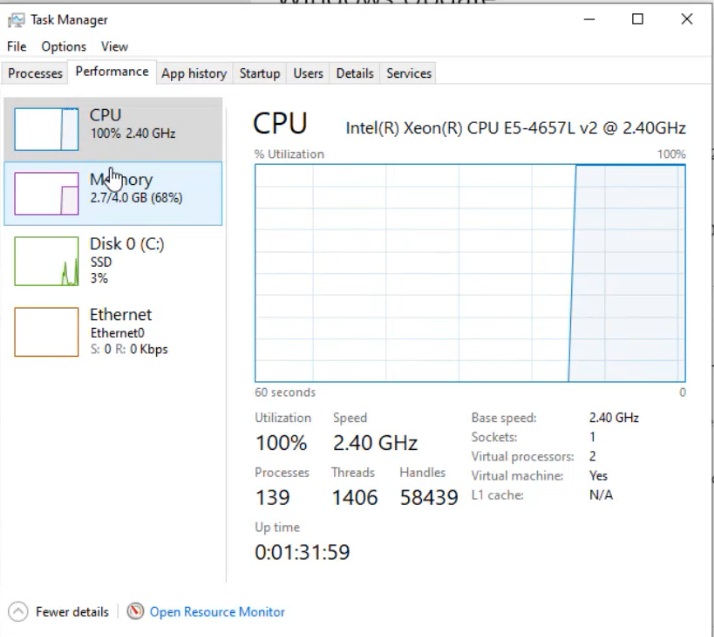 Windows Update
Task Manager
File Options View
Processes Performance App history Startup Users Details Services
CPU
100% 2.40 GHz
Memory
2.7/4.0 GB (68%)
Disk 0 (C:)
SSD
3%
Ethernet
Ethernet0
S: 0 R: 0 Kbps
CPU Intel(R) Xeon(R) CPU E5-4657L v2 @ 2.40GHz
% Utilization 100%
60 seconds 0
Utilization Speed
100% 2.40 GHz
Processes Threads Handles
139 1406 58439
Up time
0:01:31:59
Base speed: 2.40 GHz
Sockets: 1
Virtual processors: 2
Virtual machine: Yes
L1 cache: N/A
Fewer details Open Resource Monitor